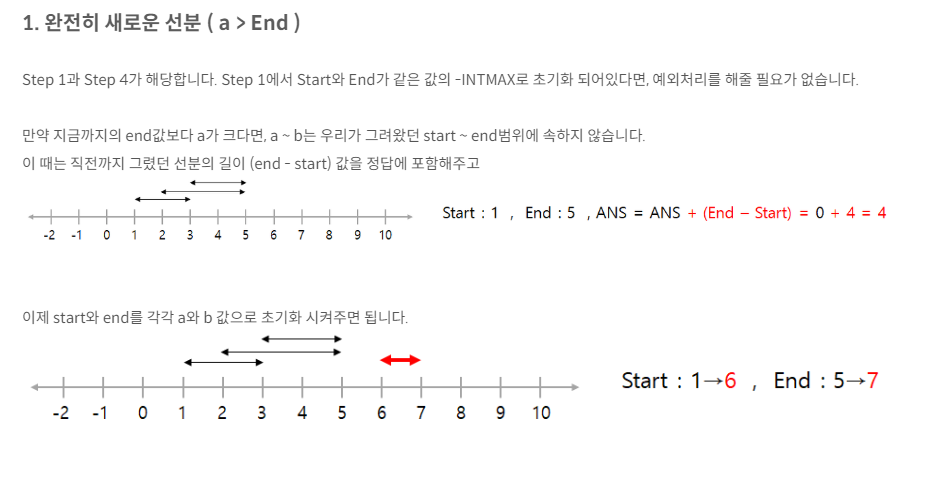 1. 완전히 새로운 선분 ( a > End )
Step 1과 Step 4가 해당합니다. Step 1에서 Start와 End가 같은 값의 -INTMAX로 초기화 되어있다면, 예외처리를 해줄 필요가 없습니다.
만약 지금까지의 end값보다 a가 크다면, a ~ b는 우리가 그려왔던 start ~ end범위에 속하지 않습니다.
이 때는 직전까지 그렸던 선분의 길이 (end - start) 값을 정답에 포함해주고
Start : 1 , End : 5 , ANS = ANS + (End – Start) = 0 + 4 = 4
-2 -1 0 1 2 3 4 5 6 7 8 9 10
이제 start와 end를 각각 a와 b 값으로 초기화 시켜주면 됩니다.
Start : 1→6 , End : 5→7
-2 -1 0 1 2 3 4 5 6 7 8 9 10